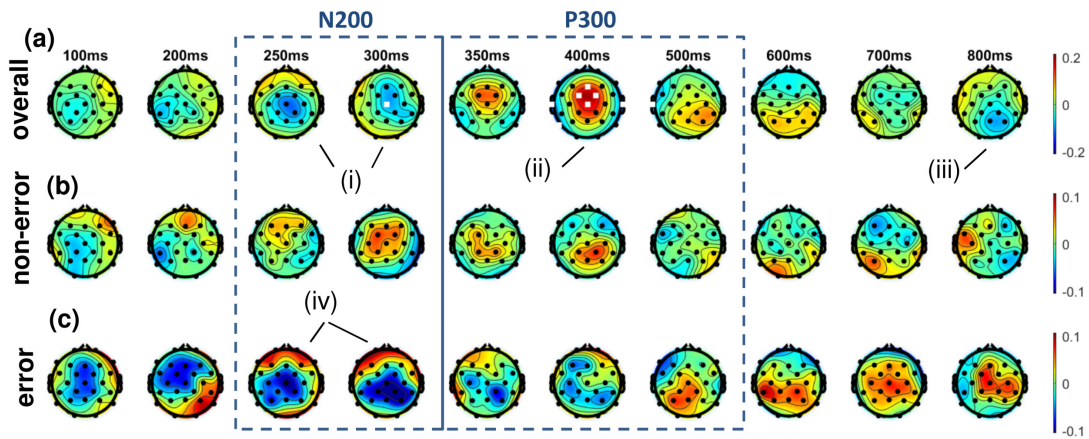 N200 P300
(a)
100ms 200ms 250ms 300ms 350ms 400ms 500ms 600ms 700ms 800ms
overall
0.2
0
-0.2
(i) (ii) (iii)
(b)
non-error
0.1
0
-0.1
(iv)
(c)
error
0.1
0
-0.1